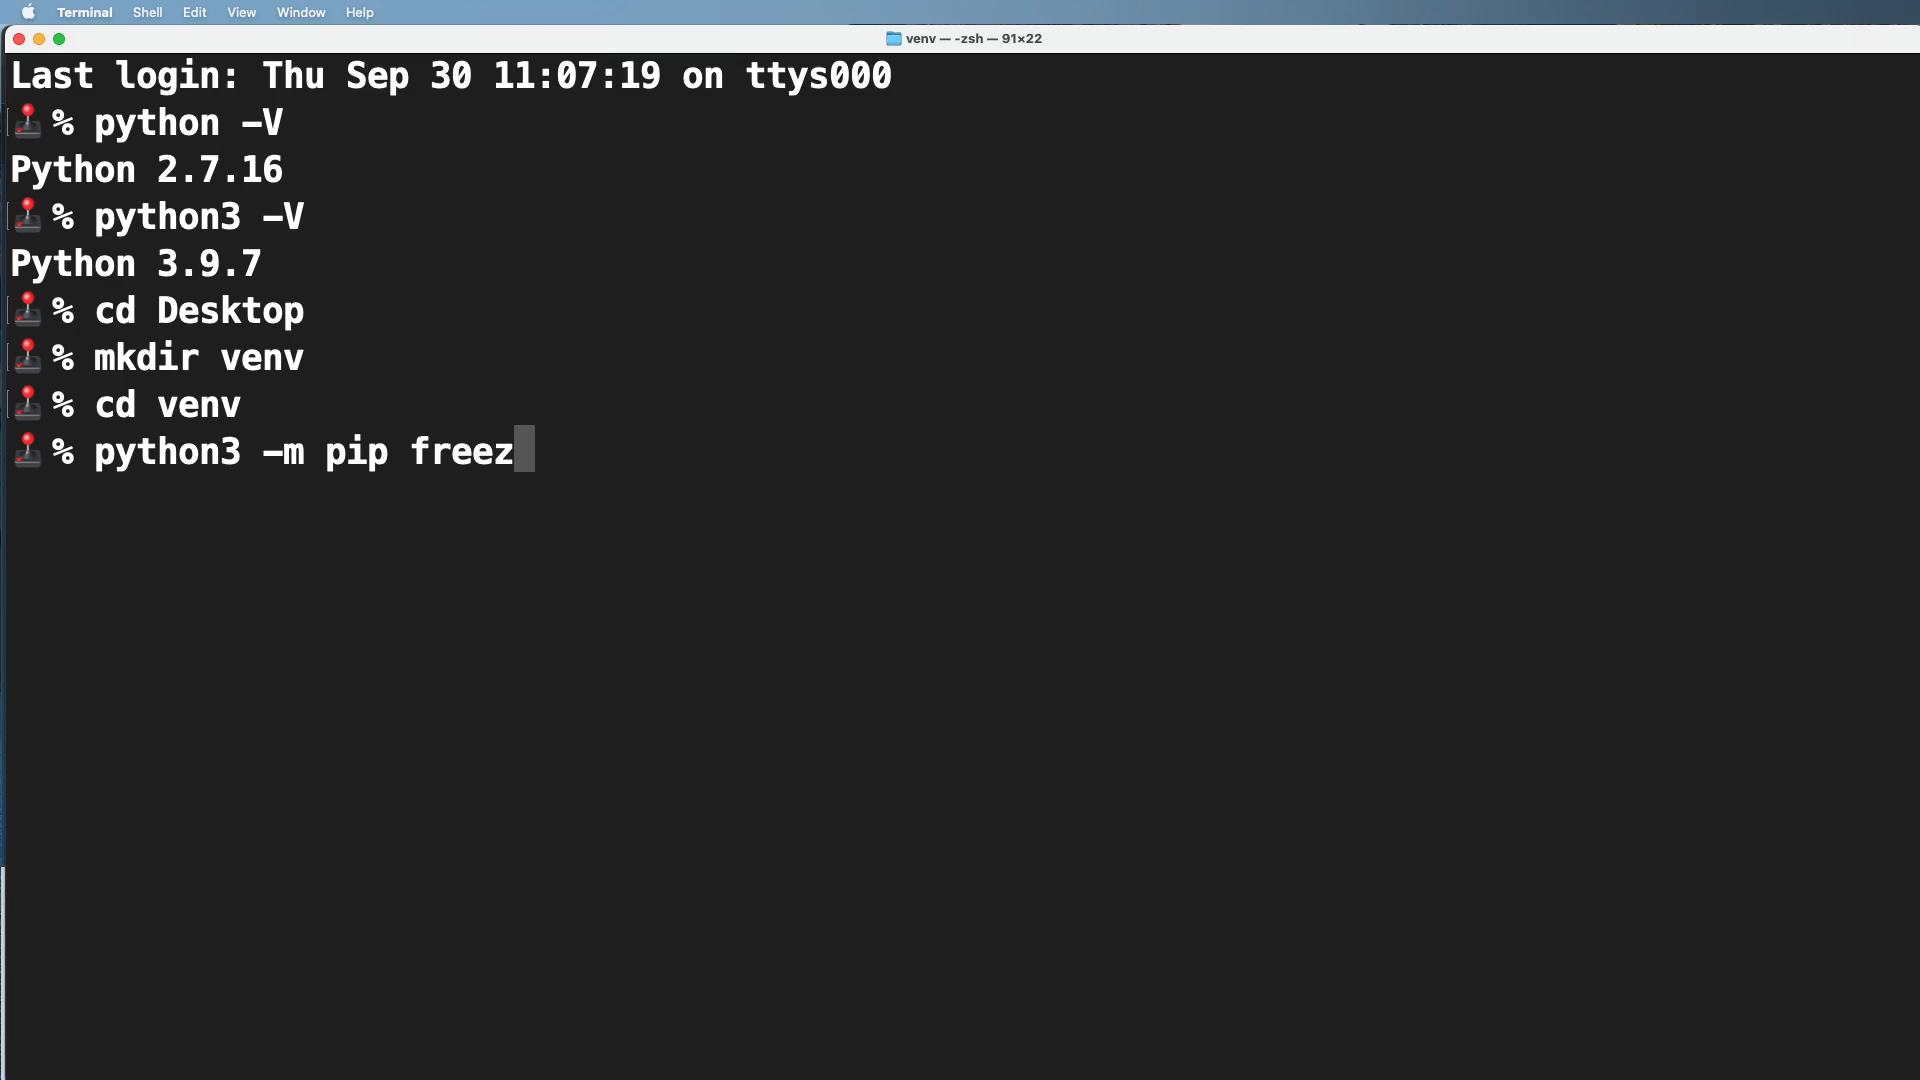 Terminal Shell Edit View Window Help
venv — -zsh — 91×22
Last login: Thu Sep 30 11:07:19 on ttys000
🕹% python -V
Python 2.7.16
🕹% python3 -V
Python 3.9.7
🕹% cd Desktop
🕹% mkdir venv
🕹% cd venv
🕹% python3 -m pip freez